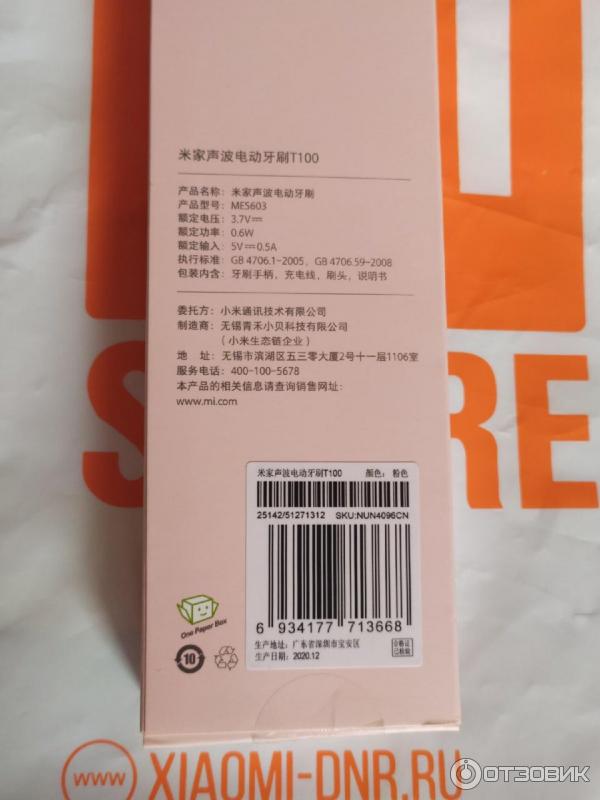 米家声波电动牙刷T100
产品名称：米家声波电动牙刷
产品型号：MES603
额定电压：3.7V⎓
额定功率：0.6W
额定输入：5V⎓0.5A
执行标准：GB 4706.1-2005，GB 4706.59-2008
包装内含：牙刷手柄，充电线，刷头，说明书
委托方：小米通讯技术有限公司
制造商：无锡青禾小贝科技有限公司
（小米生态链企业）
地 址：无锡市滨湖区五三零大厦2号十一层1106室
服务电话：400-100-5678
本产品的相关信息请查询销售网址：
www.mi.com
米家声波电动牙刷T100 颜色：粉色
25142/51271312 SKU:NUN4096CN
6 934177 713668
生产地址：广东省深圳市宝安区
生产日期：2020.12
合格证
已检验
One Paper Box
10
S RE
www XIAOMI-DNR.RU
ОТЗОВИК